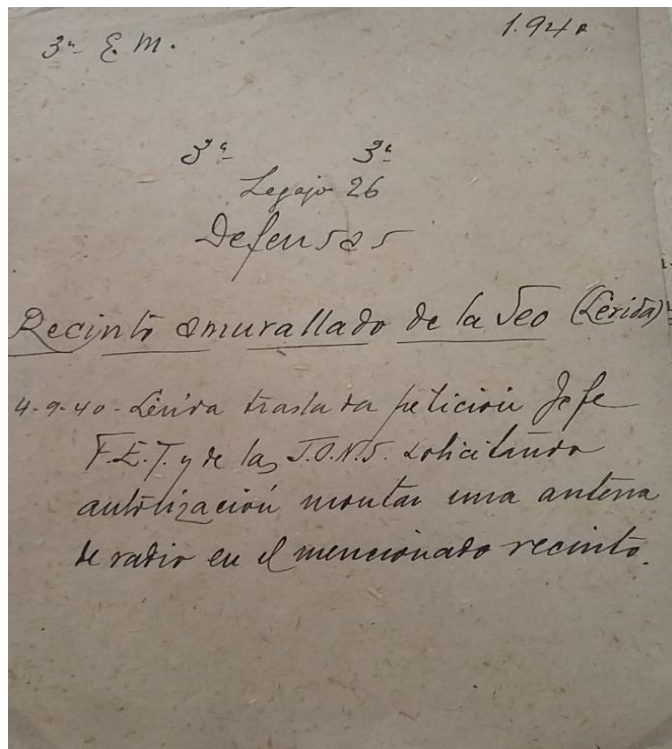 3ª E. M. 1.940
3ª 3ª
Legajo 26
Defensas
Recinto amurallado de la Seo (Lerida)
4-9-40- Lérida traslada petición Jefe
F.E.T. y de las J.O.N.S. solicitando
autorización montar una antena
de radio en el mencionado recinto.